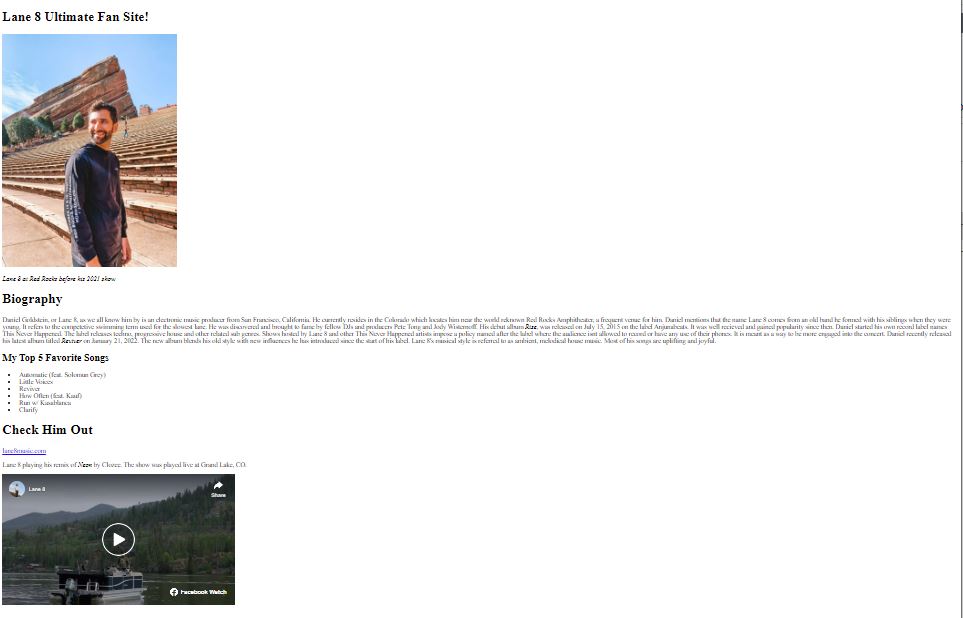 Lane 8 Ultimate Fan Site!
Lane 8 at Red Rocks before his 2021 show
Biography
Daniel Goldstein, or Lane 8, as we all know him by is an electronic music producer from San Francisco, California. He currently resides in the Colorado which locates him near the world reknown Red Rocks Amphitheater, a frequent venue for him. Daniel mentions that the name Lane 8 comes from an old band he formed with his siblings when they were
young. It refers to the competetive swimming term used for the slowest lane. He was discovered and brought to fame by fellow DJs and producers Pete Tong and Jody Wisternoff. His debut album Rise, was released on July 15, 2015 on the label Anjunabeats. It was well recieved and gained popularity since then. Daniel started his own record label names
This Never Happened. The label releases techno, progressive house and other related sub genres. Shows hosted by Lane 8 and other This Never Happened artists impose a policy named after the label where the audience isnt allowed to record or have any use of their phones. It is meant as a way to be more engaged into the concert. Daniel recently released
his latest album titled Reviver on January 21, 2022. The new album blends his old style with new influences he has introduced since the start of his label. Lane 8's musical style is referred to as ambient, melodical house music. Most of his songs are uplifting and joyful.
My Top 5 Favorite Songs
Automatic (feat. Solomun Grey)
Little Voices
Reviver
How Often (feat. Kauf)
Run w/ Kasablanca
Clarify
Check Him Out
lane8music.com
Lane 8 playing his remix of Neon by Clozee. The show was played live at Grand Lake, CO.
Lane 8
Share
Facebook Watch